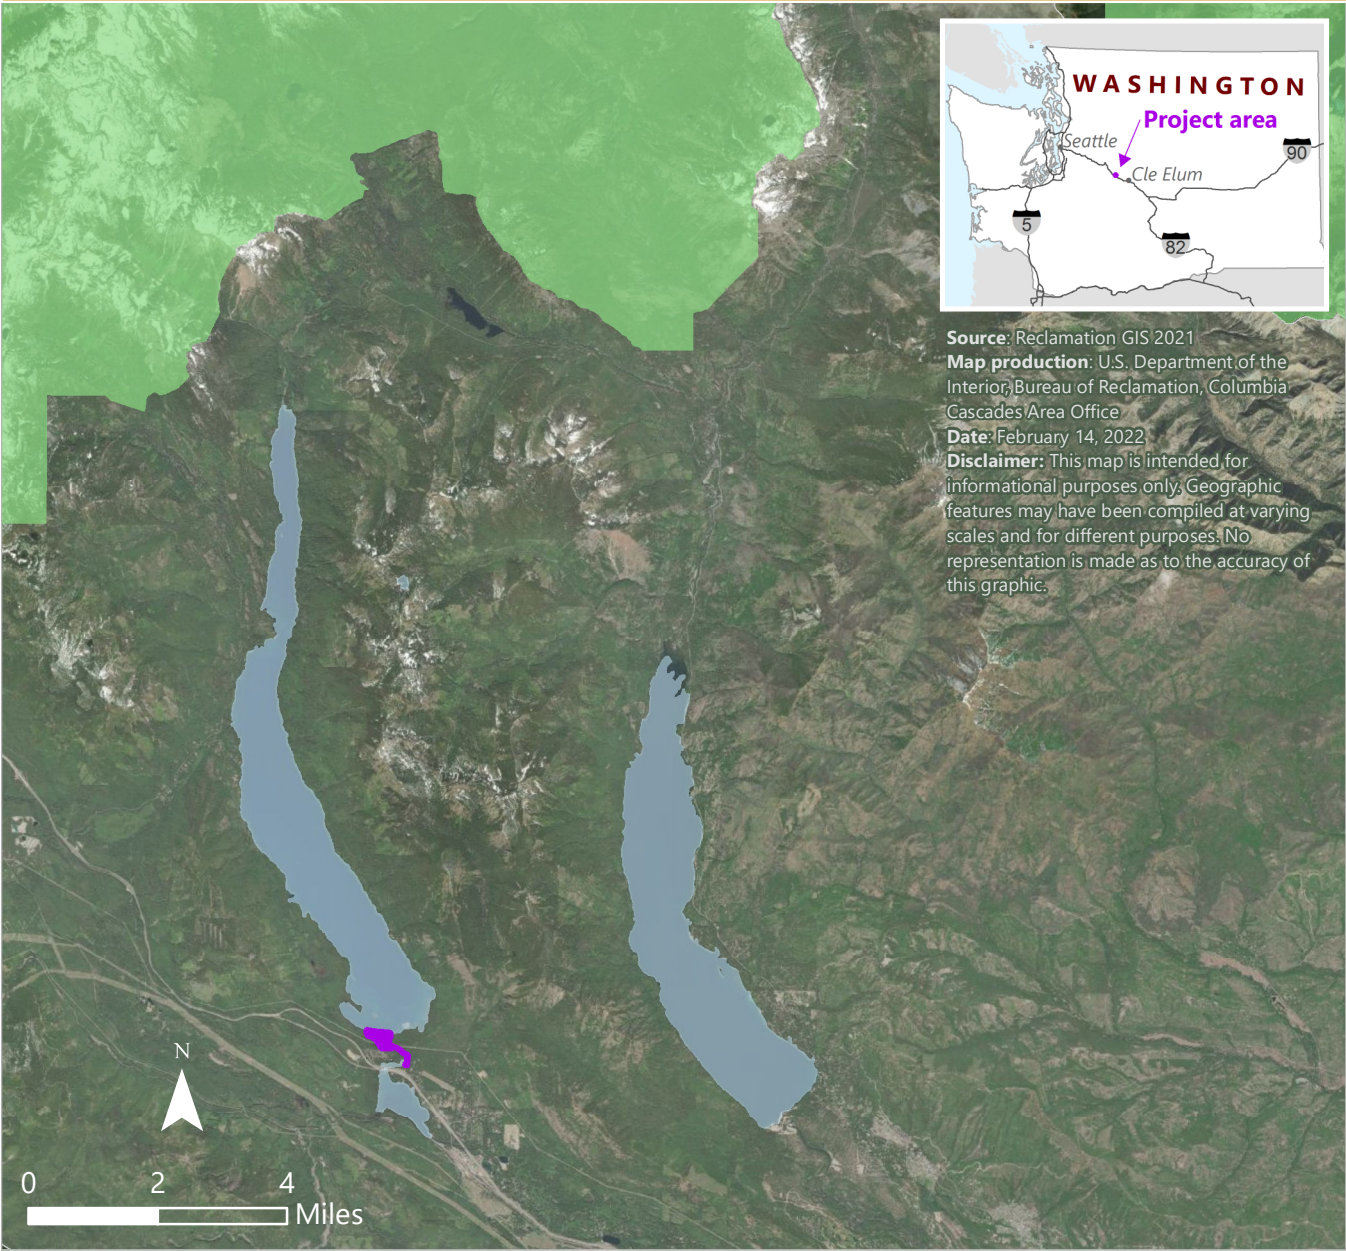 WASHINGTON
Project area
Seattle
Cle Elum
90
5
82
Source: Reclamation GIS 2021
Map production: U.S. Department of the
Interior, Bureau of Reclamation, Columbia
Cascades Area Office
Date: February 14, 2022
Disclaimer: This map is intended for
informational purposes only. Geographic
features may have been compiled at varying
scales and for different purposes. No
representation is made as to the accuracy of
this graphic.
N
0 2 4
Miles